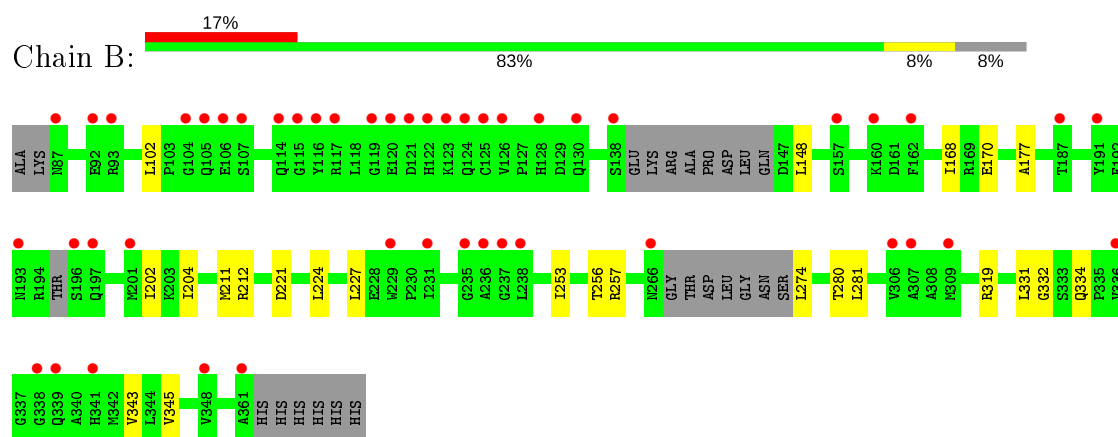 17%
Chain B:
83% 8% 8%
ALA LYS N87 E92 R93 L102 P103 G104 Q105 E106 S107 Q114 G115 Y116 R117 L118 G119 E120 D121 H122 K123 Q124 C125 V126 P127 H128 D129 Q130 S138 GLU LYS ARG ALA PRO ASP LEU GLN D147 L148 S157 K160 D161 F162 I168 R169 E170 A177 T187 Y191 F192
N193 R194 THR S196 Q197 M201 I202 K203 I204 M211 R212 D221 L224 L227 E228 W229 P230 I231 G235 A236 G237 L238 I253 T256 R257 N266 GLY THR ASP LEU GLY ASN SER L274 T280 L281 V306 A307 A308 M309 R319 L331 G332 S333 Q334 P335 V336
G337 G338 Q339 A340 H341 M342 V343 L344 V345 V348 A361 HIS HIS HIS HIS HIS HIS